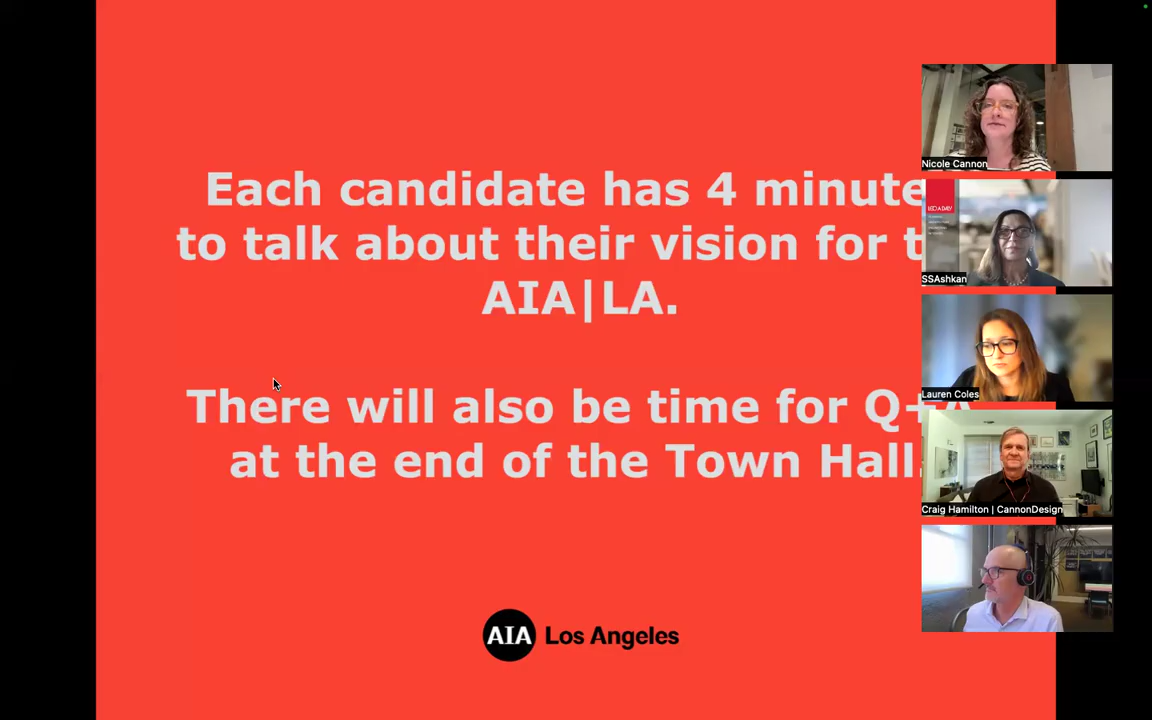 Each candidate has 4 minute
to talk about their vision for t
AIA|LA.
There will also be time for Q+A
at the end of the Town Hall.
AIA Los Angeles
Nicole Cannon
SSAshkan
Lauren Coles
Craig Hamilton | CannonDesign